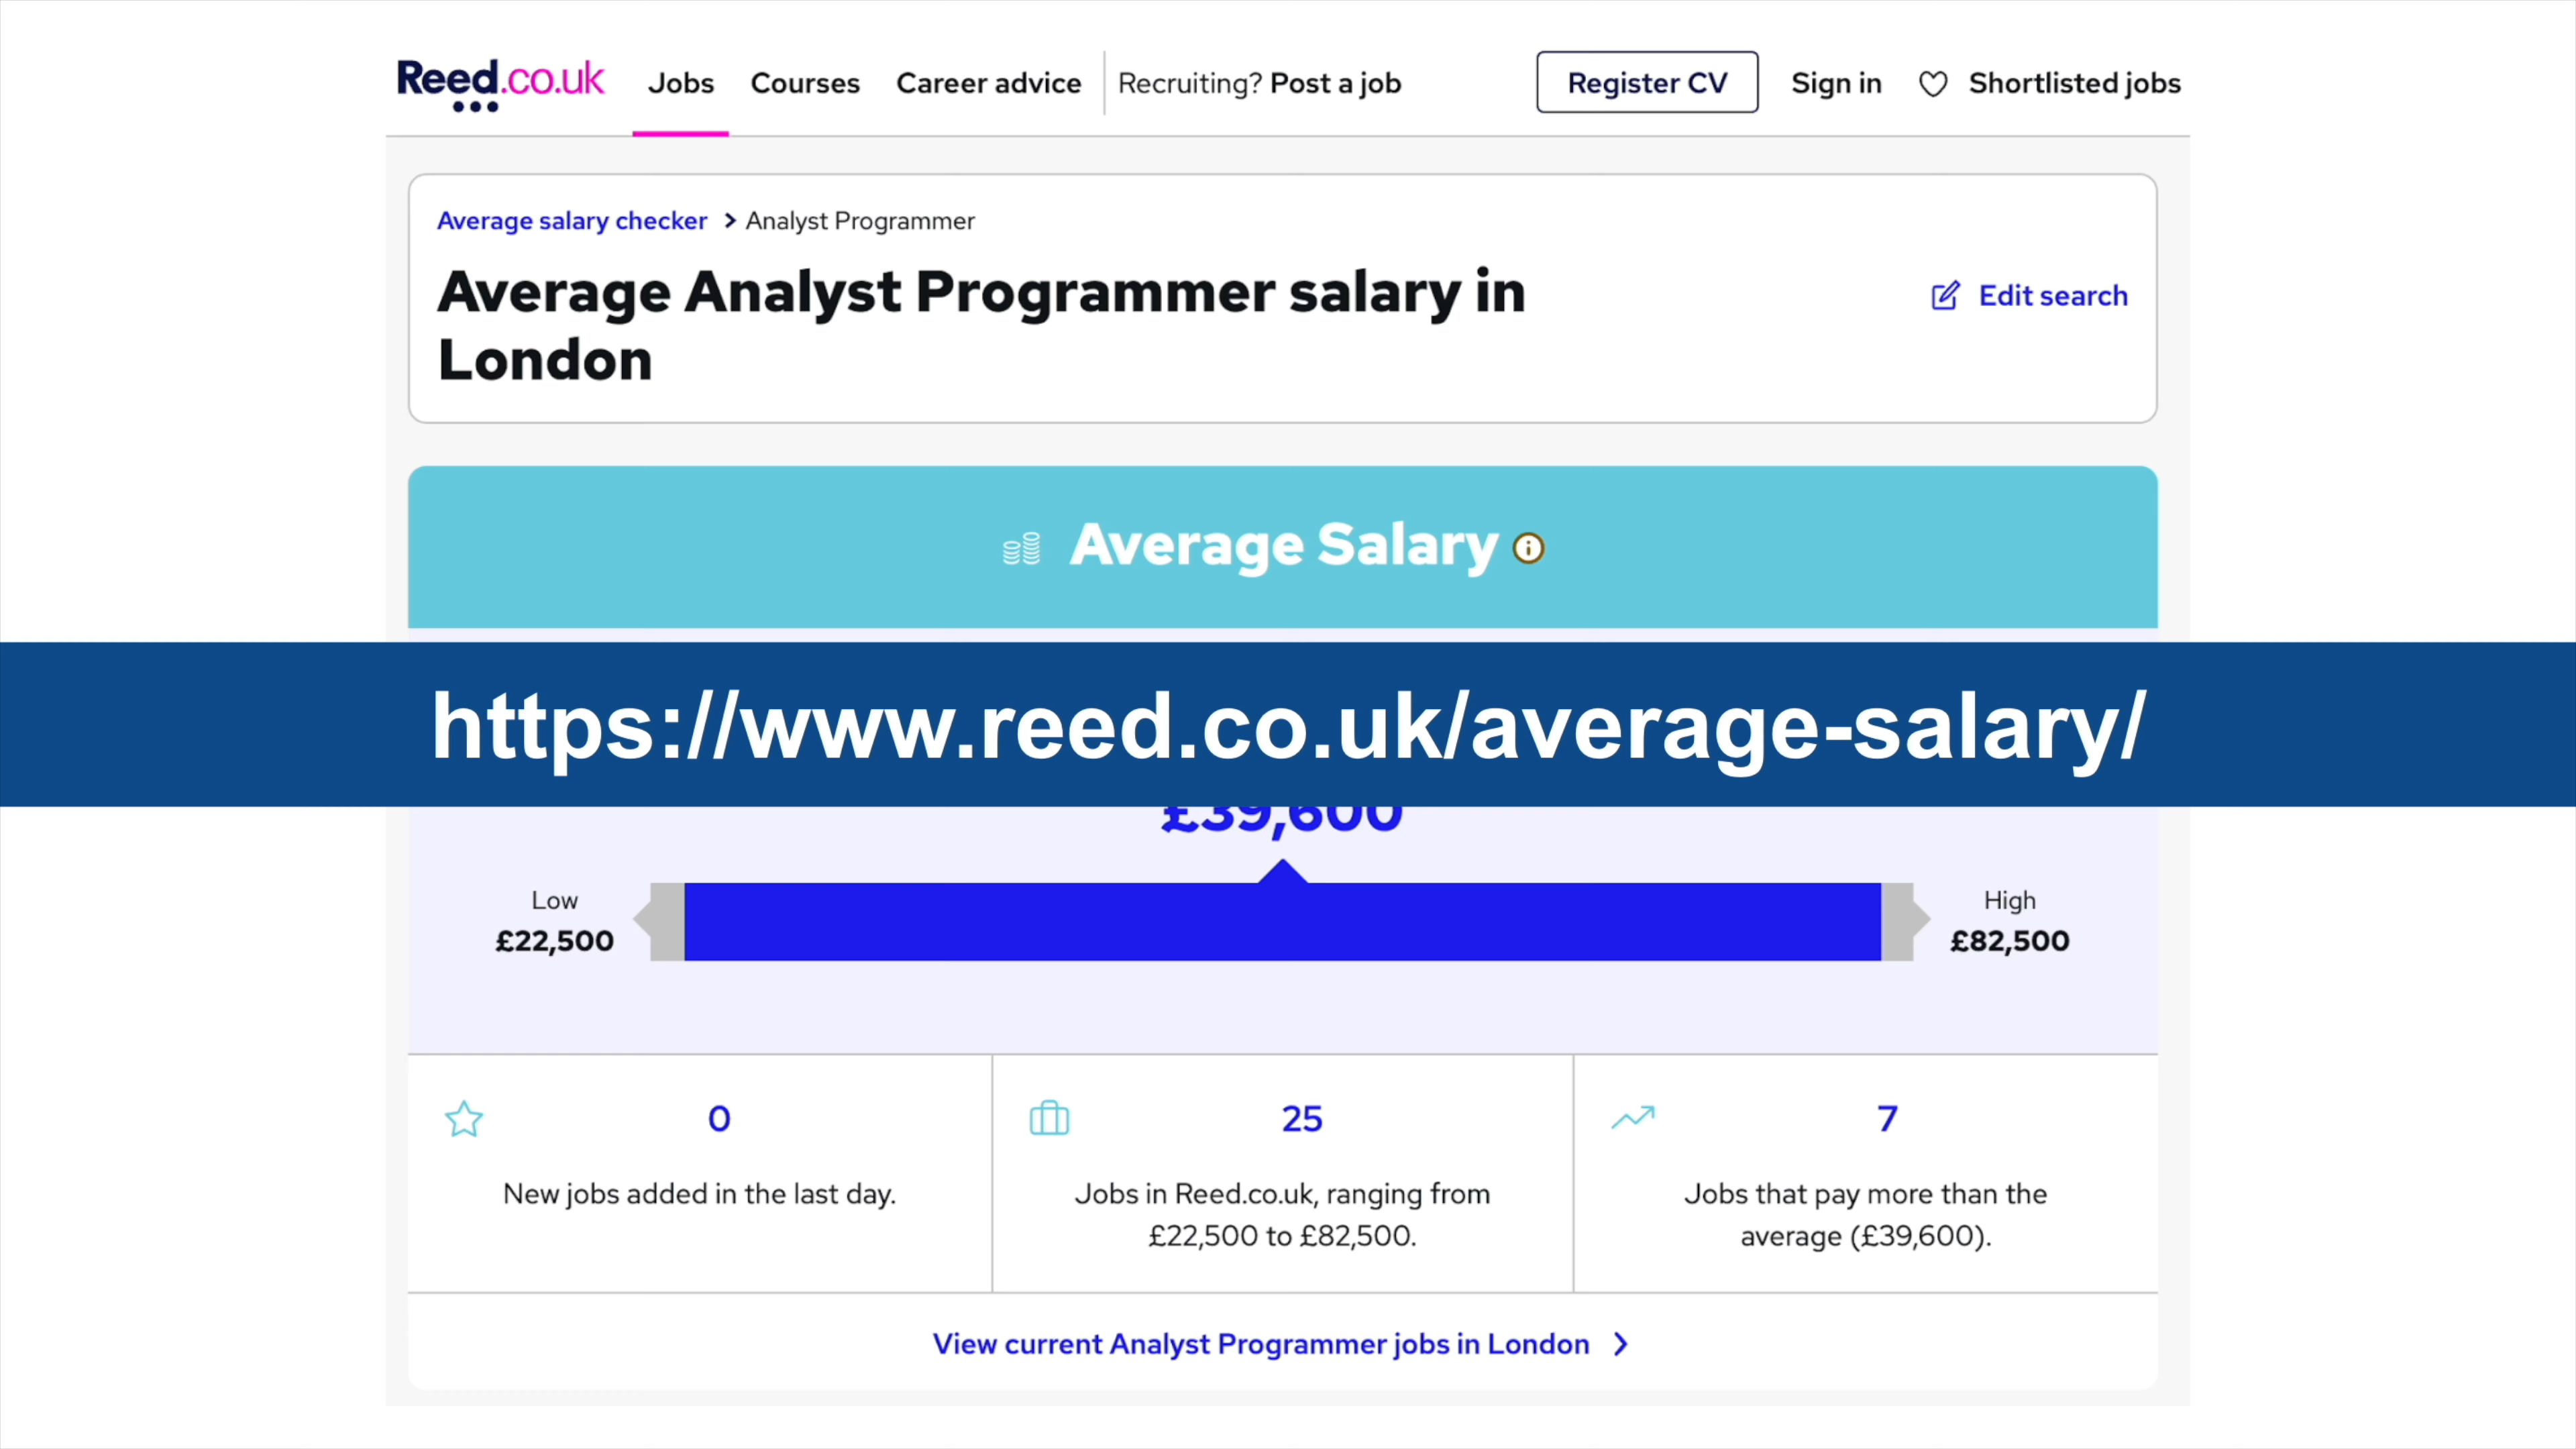 Reed.co.uk Jobs Courses Career advice Recruiting? Post a job Register CV Sign in Shortlisted jobs
Average salary checker > Analyst Programmer
Average Analyst Programmer salary in
London
Edit search
Average Salary
https://www.reed.co.uk/average-salary/
£39,600
Low
£22,500
High
£82,500
0
New jobs added in the last day.
25
Jobs in Reed.co.uk, ranging from
£22,500 to £82,500.
7
Jobs that pay more than the
average (£39,600).
View current Analyst Programmer jobs in London >